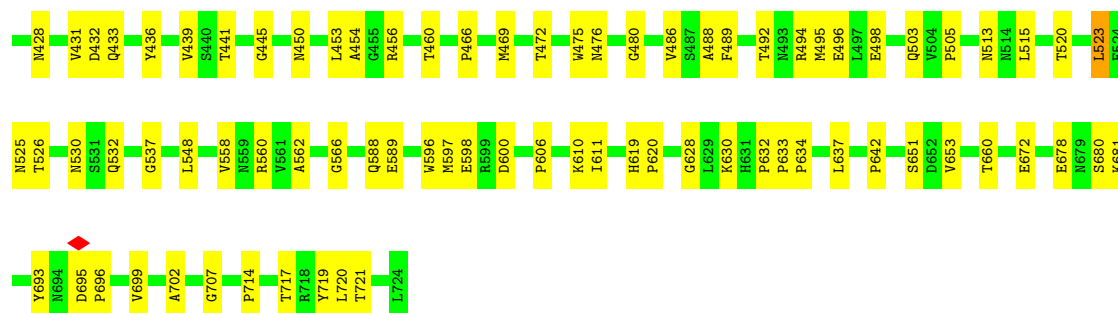 N428 V431 D432 Q433 Y436 V439 S440 T441 G445 N450 L453 A454 G455 R456 T460 P466 M469 T472 W475 N476 G480 V486 S487 A488 F489 T492 N493 R494 M495 E496 L497 E498 Q503 V504 P505 N513 N514 L515 T520 L523
N525 T526 N530 S531 Q532 G537 L548 V558 N559 R560 V561 A562 G566 Q588 E589 W596 M597 E598 R599 D600 P606 K610 I611 H619 P620 G628 L629 K630 H631 P632 P633 P634 L637 P642 S651 D652 V653 T660 E672 E678 N679 S680
Y693 N694 D695 P696 V699 A702 G707 P714 T717 R718 Y719 L720 T721 L724